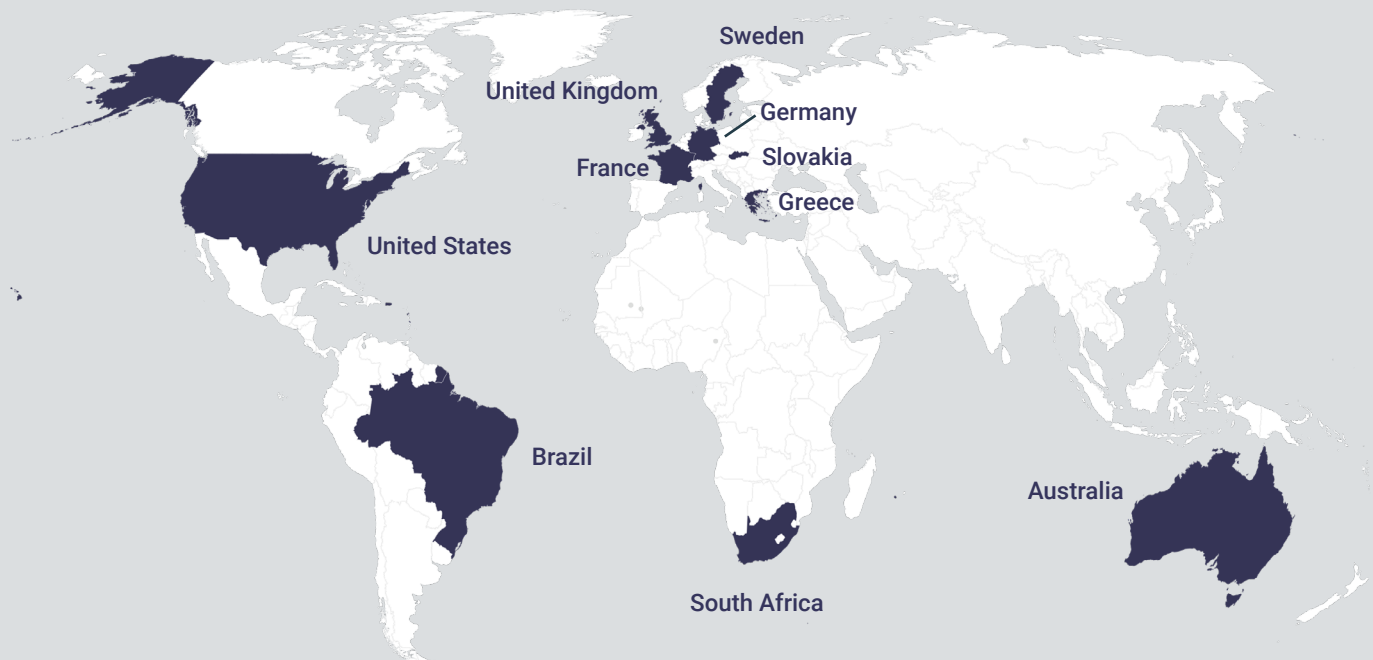 Sweden
United Kingdom
Germany
Slovakia
France
Greece
United States
Brazil
Australia
South Africa